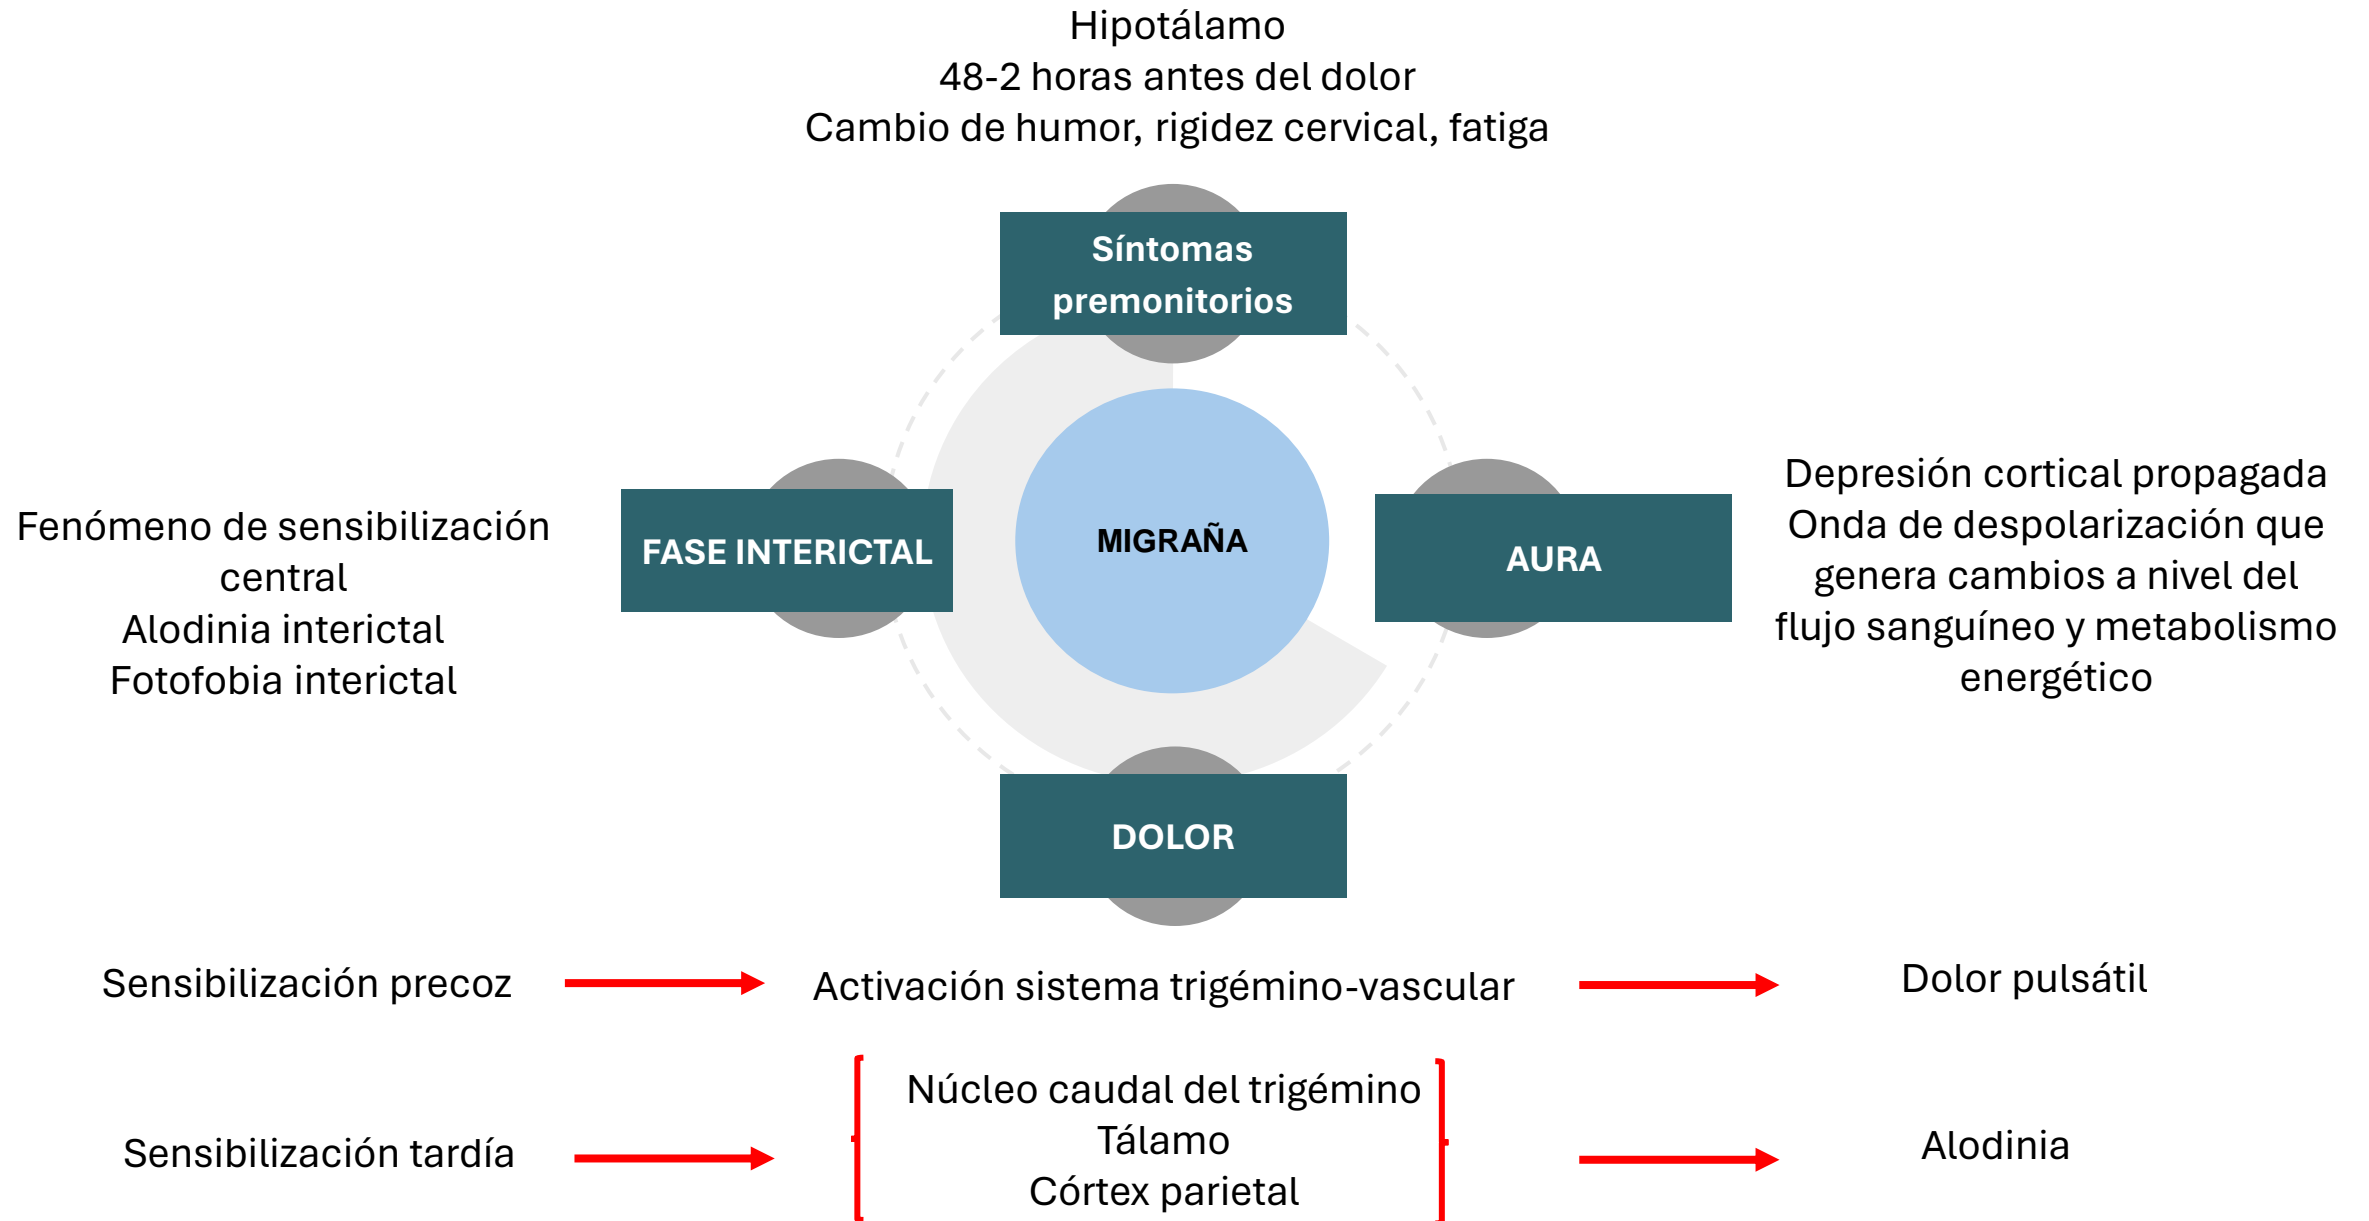 Hipotálamo
48-2 horas antes del dolor
Cambio de humor, rigidez cervical, fatiga
Síntomas
premonitorios
Fenómeno de sensibilización
central
Alodinia interictal
Fotofobia interictal
FASE INTERICTAL
MIGRAÑA
AURA
Depresión cortical propagada
Onda de despolarización que
genera cambios a nivel del
flujo sanguíneo y metabolismo
energético
DOLOR
Sensibilización precoz
Activación sistema trigémino-vascular
Dolor pulsátil
Sensibilización tardía
Núcleo caudal del trigémino
Tálamo
Córtex parietal
Alodinia